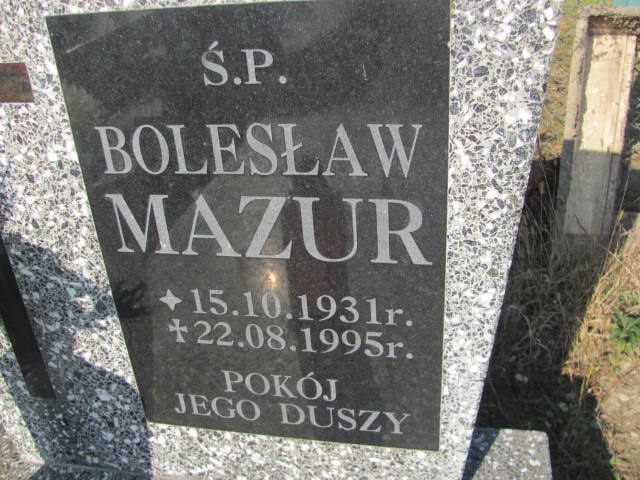 Ś.P.
BOLESŁAW
MAZUR
✦ 15.10.1931r.
✝ 22.08.1995r.
POKÓJ
JEGO DUSZY